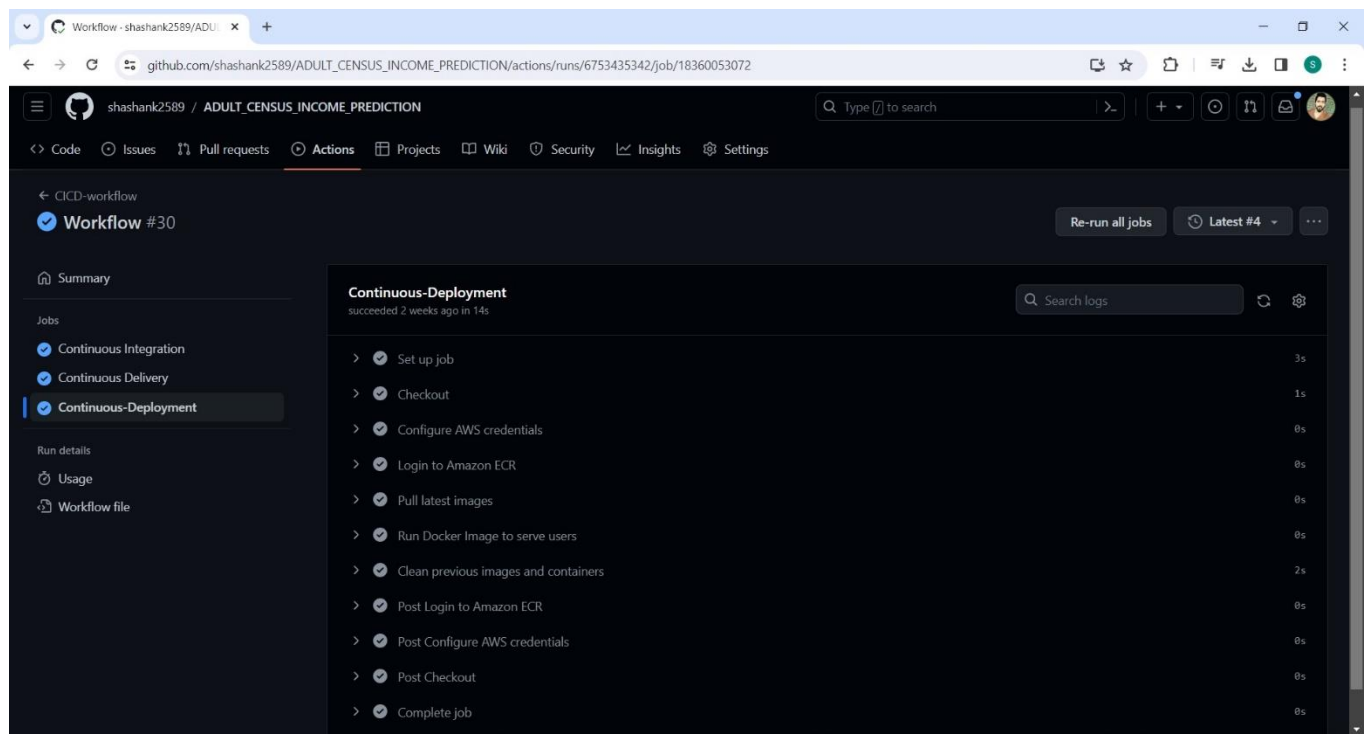 Workflow · shashank2589/ADU
github.com/shashank2589/ADULT_CENSUS_INCOME_PREDICTION/actions/runs/6753435342/job/18360053072
S
shashank2589 / ADULT_CENSUS_INCOME_PREDICTION
Type / to search
Code Issues Pull requests Actions Projects Wiki Security Insights Settings
← CICD-workflow
Workflow #30
Re-run all jobs
Latest #4
Summary
Jobs
Continuous Integration
Continuous Delivery
Continuous-Deployment
Run details
Usage
Workflow file
Continuous-Deployment
succeeded 2 weeks ago in 14s
Search logs
Set up job 3s
Checkout 1s
Configure AWS credentials 0s
Login to Amazon ECR 0s
Pull latest images 0s
Run Docker Image to serve users 0s
Clean previous images and containers 2s
Post Login to Amazon ECR 0s
Post Configure AWS credentials 0s
Post Checkout 0s
Complete job 0s